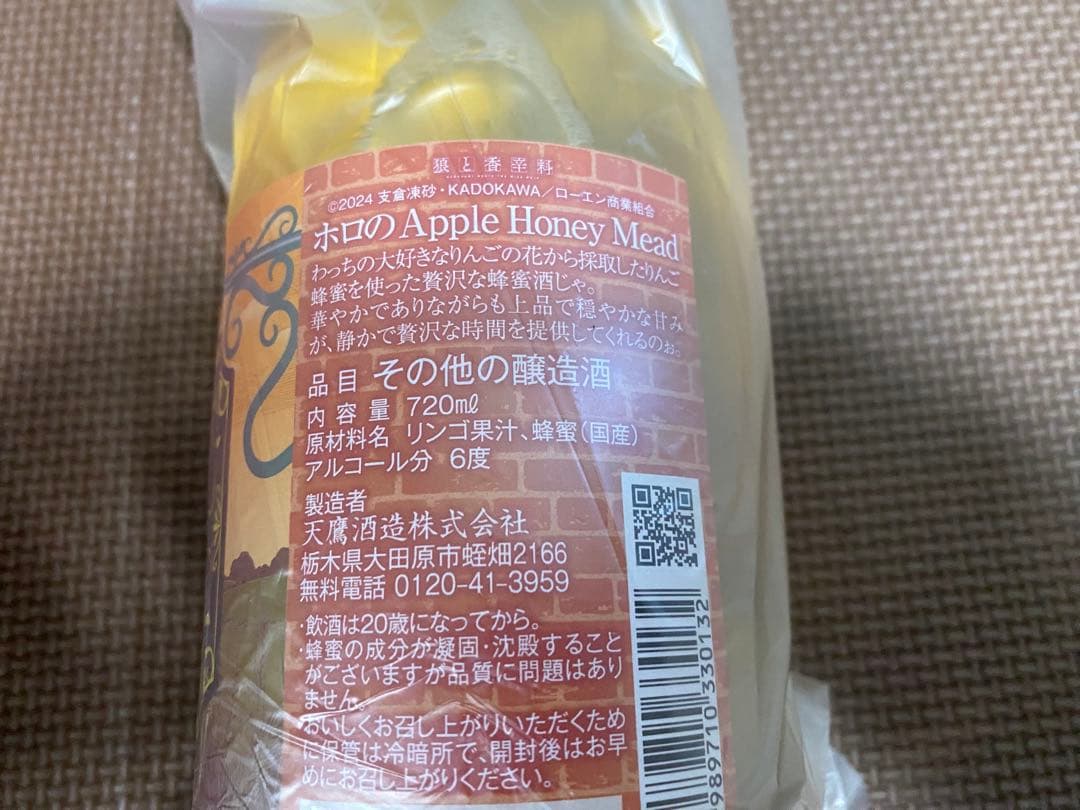 狼と香辛料
©2024 支倉凍砂・KADOKAWA／ローエン商業組合
ホロのApple Honey Mead
わっちの大好きなりんごの花から採取したりんご
蜂蜜を使った贅沢な蜂蜜酒じゃ。
華やかでありながらも上品で穏やかな甘み
が、静かで贅沢な時間を提供してくれるのぉ。
品目 その他の醸造酒
内容量 720㎖
原材料名 リンゴ果汁、蜂蜜(国産)
アルコール分 6度
製造者
天鷹酒造株式会社
栃木県大田原市蛭畑2166
無料電話 0120-41-3959
・飲酒は20歳になってから。
・蜂蜜の成分が凝固・沈殿すること
がございますが品質に問題はあり
ません。
おいしくお召し上がりいただくため
に保管は冷暗所で、開封後はお早
めにお召し上がりください。
989710 330132